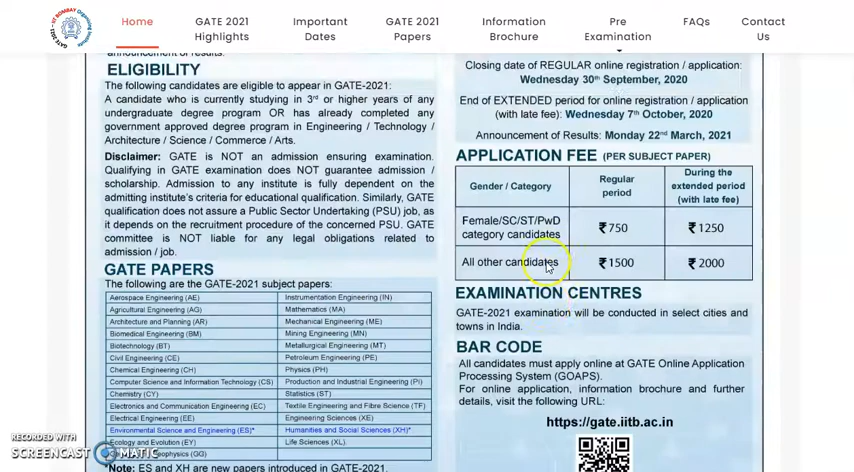 Home
GATE 2021
Highlights
Important
Dates
GATE 2021
Papers
Information
Brochure
Pre
Examination
FAQs
Contact
Us
ELIGIBILITY
The following candidates are eligible to appear in GATE-2021:
A candidate who is currently studying in 3rd or higher years of any
undergraduate degree program OR has already completed any
government approved degree program in Engineering / Technology /
Architecture / Science / Commerce / Arts.
Disclaimer: GATE is NOT an admission ensuring examination.
Qualifying in GATE examination does NOT guarantee admission /
scholarship. Admission to any institute is fully dependent on the
admitting institute's criteria for educational qualification. Similarly, GATE
qualification does not assure a Public Sector Undertaking (PSU) job, as
it depends on the recruitment procedure of the concerned PSU. GATE
committee is NOT liable for any legal obligations related to
admission / job.
GATE PAPERS
The following are the GATE-2021 subject papers:
Aerospace Engineering (AE) Instrumentation Engineering (IN)
Agricultural Engineering (AG) Mathematics (MA)
Architecture and Planning (AR) Mechanical Engineering (ME)
Biomedical Engineering (BM) Mining Engineering (MN)
Biotechnology (BT) Metallurgical Engineering (MT)
Civil Engineering (CE) Petroleum Engineering (PE)
Chemical Engineering (CH) Physics (PH)
Computer Science and Information Technology (CS) Production and Industrial Engineering (PI)
Chemistry (CY) Statistics (ST)
Electronics and Communication Engineering (EC) Textile Engineering and Fibre Science (TF)
Electrical Engineering (EE) Engineering Sciences (XE)
Environmental Science and Engineering (ES)* Humanities and Social Sciences (XH)*
Ecology and Evolution (EY) Life Sciences (XL)
Geophysics (GG)
Note: ES and XH are new papers introduced in GATE-2021.
Closing date of REGULAR online registration / application:
Wednesday 30th September, 2020
End of EXTENDED period for online registration / application
(with late fee): Wednesday 7th October, 2020
Announcement of Results: Monday 22nd March, 2021
APPLICATION FEE (PER SUBJECT PAPER)
Gender / Category
Regular
period
During the
extended period
(with late fee)
Female/SC/ST/PwD
category candidates
₹750 ₹1250
All other candidates ₹1500 ₹2000
EXAMINATION CENTRES
GATE-2021 examination will be conducted in select cities and
towns in India.
BAR CODE
All candidates must apply online at GATE Online Application
Processing System (GOAPS).
For online application, information brochure and further
details, visit the following URL:
https://gate.iitb.ac.in
RECORDED WITH
SCREENCAST MATIC